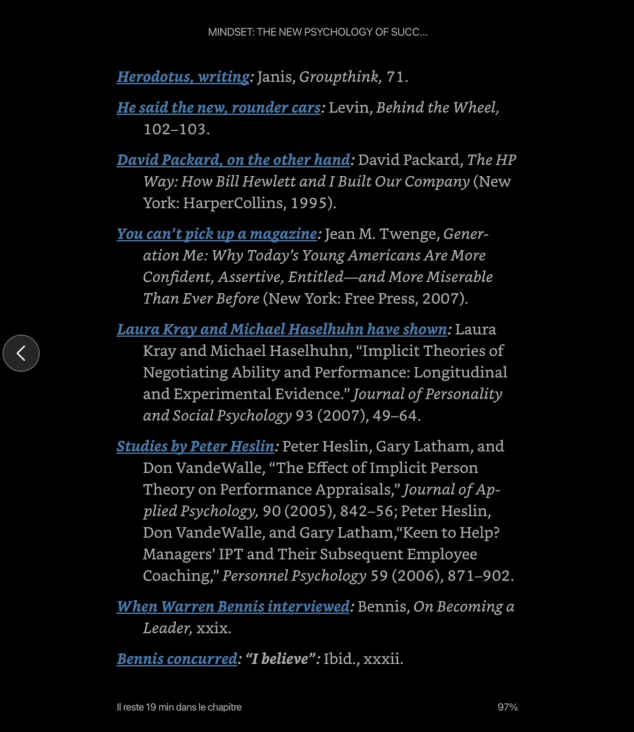 MINDSET: THE NEW PSYCHOLOGY OF SUCC...
Herodotus, writing: Janis, Groupthink, 71.
He said the new, rounder cars: Levin, Behind the Wheel,
102–103.
David Packard, on the other hand: David Packard, The HP
Way: How Bill Hewlett and I Built Our Company (New
York: HarperCollins, 1995).
You can’t pick up a magazine: Jean M. Twenge, Gener-
ation Me: Why Today’s Young Americans Are More
Confident, Assertive, Entitled—and More Miserable
Than Ever Before (New York: Free Press, 2007).
Laura Kray and Michael Haselhuhn have shown: Laura
Kray and Michael Haselhuhn, “Implicit Theories of
Negotiating Ability and Performance: Longitudinal
and Experimental Evidence.” Journal of Personality
and Social Psychology 93 (2007), 49–64.
Studies by Peter Heslin: Peter Heslin, Gary Latham, and
Don VandeWalle, “The Effect of Implicit Person
Theory on Performance Appraisals,” Journal of Ap-
plied Psychology, 90 (2005), 842–56; Peter Heslin,
Don VandeWalle, and Gary Latham,“Keen to Help?
Managers’ IPT and Their Subsequent Employee
Coaching,” Personnel Psychology 59 (2006), 871–902.
When Warren Bennis interviewed: Bennis, On Becoming a
Leader, xxix.
Bennis concurred: “I believe”: Ibid., xxxii.
Il reste 19 min dans le chapitre
97%